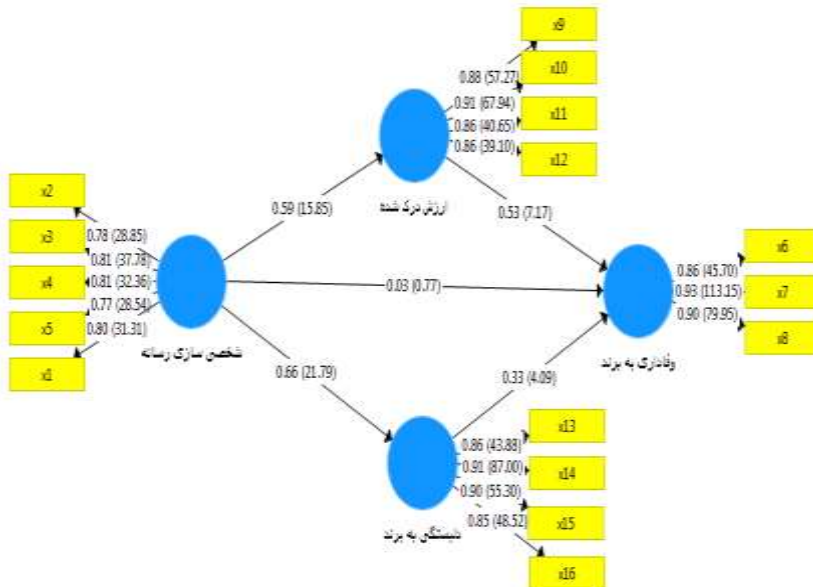 x9
x10
x11
x12
0.88 (57.27)
0.91 (67.94)
0.86 (40.65)
0.86 (39.10)
ارزش درک شده
x2
x3
x4
x5
x1
0.78 (28.85)
0.81 (37.78)
0.81 (32.36)
0.77 (28.54)
0.80 (31.31)
شخصی سازی رسانه
0.59 (15.85)
0.53 (7.17)
0.03 (0.77)
0.66 (21.79)
0.33 (4.09)
x6
x7
x8
0.86 (45.70)
0.93 (113.15)
0.90 (79.95)
وفاداری به برند
x13
x14
x15
x16
0.86 (43.88)
0.91 (87.00)
0.90 (55.30)
0.85 (48.52)
دلبستگی به برند